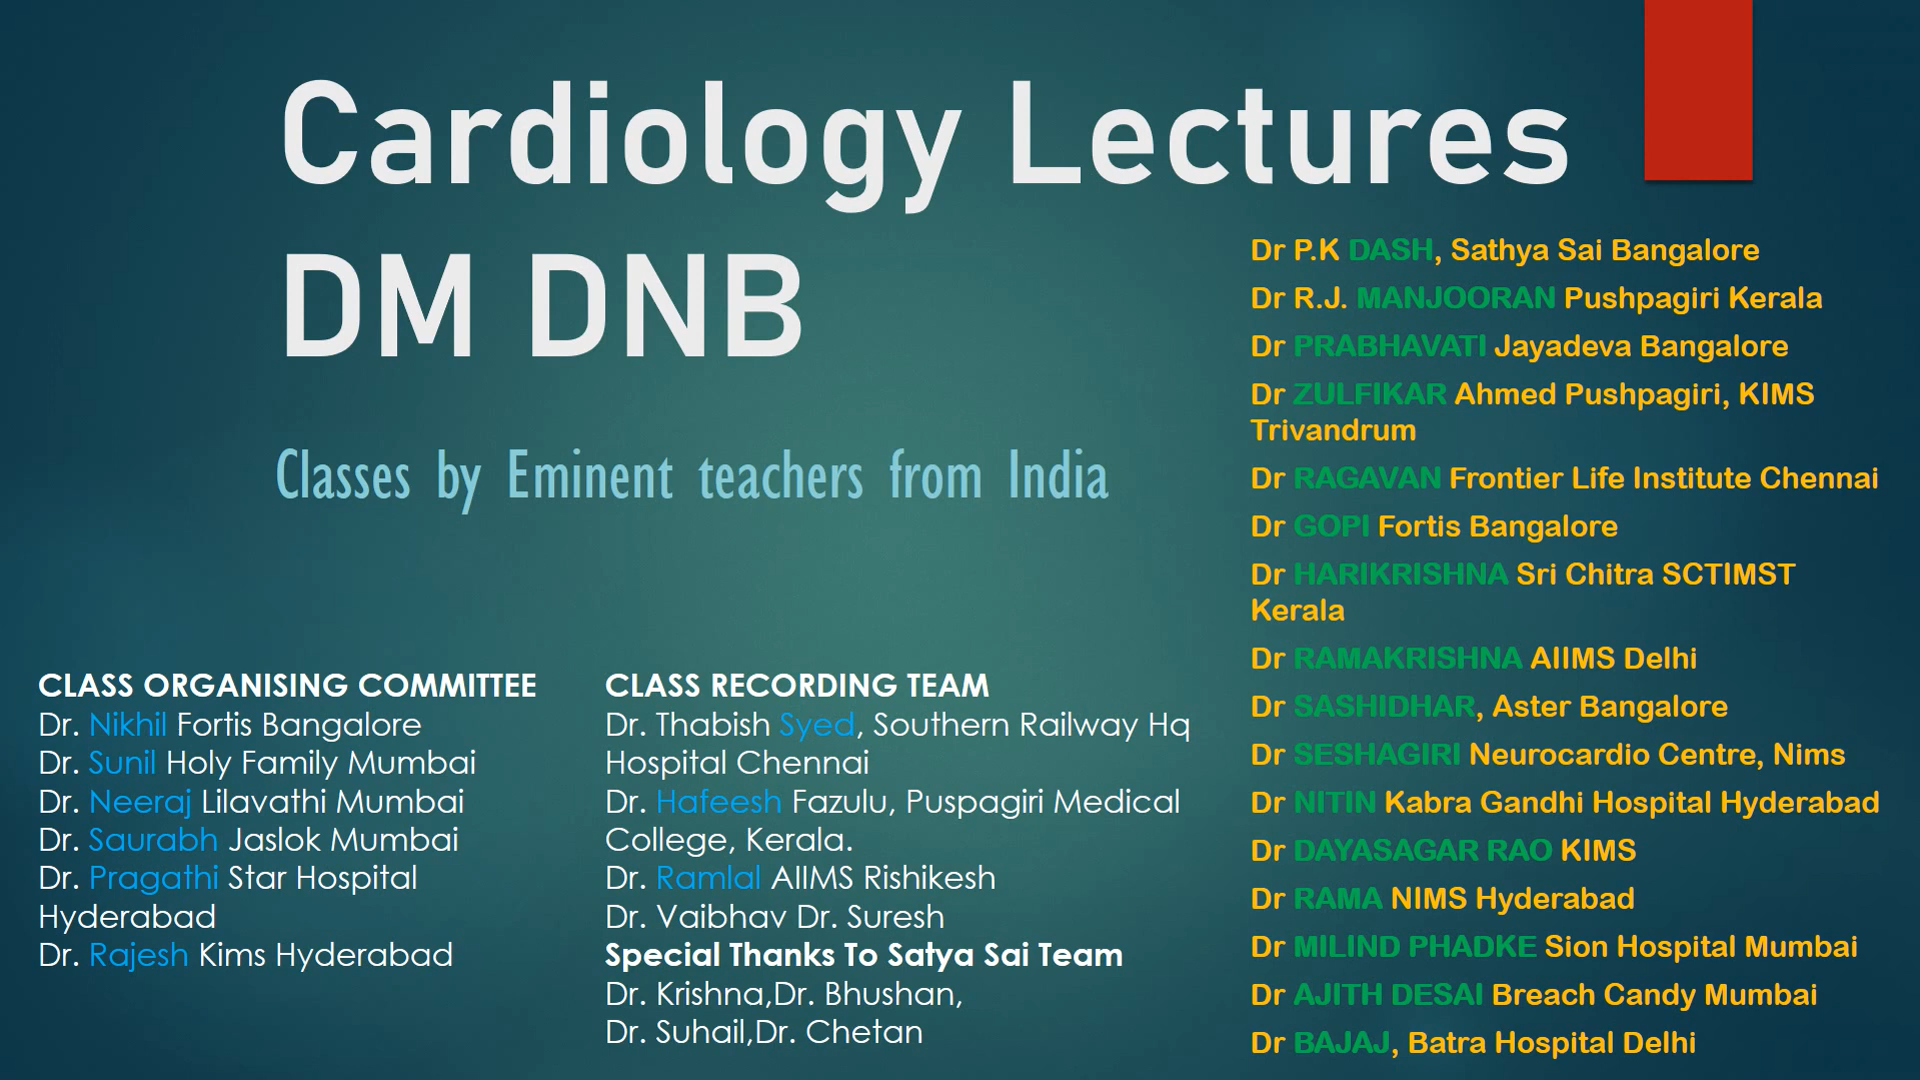 Cardiology Lectures
DM DNB
Classes by Eminent teachers from India
CLASS ORGANISING COMMITTEE
Dr. Nikhil Fortis Bangalore
Dr. Sunil Holy Family Mumbai
Dr. Neeraj Lilavathi Mumbai
Dr. Saurabh Jaslok Mumbai
Dr. Pragathi Star Hospital
Hyderabad
Dr. Rajesh Kims Hyderabad
CLASS RECORDING TEAM
Dr. Thabish Syed, Southern Railway Hq
Hospital Chennai
Dr. Hafeesh Fazulu, Puspagiri Medical
College, Kerala.
Dr. Ramlal AIIMS Rishikesh
Dr. Vaibhav Dr. Suresh
Special Thanks To Satya Sai Team
Dr. Krishna,Dr. Bhushan,
Dr. Suhail,Dr. Chetan
Dr P.K DASH, Sathya Sai Bangalore
Dr R.J. MANJOORAN Pushpagiri Kerala
Dr PRABHAVATI Jayadeva Bangalore
Dr ZULFIKAR Ahmed Pushpagiri, KIMS
Trivandrum
Dr RAGAVAN Frontier Life Institute Chennai
Dr GOPI Fortis Bangalore
Dr HARIKRISHNA Sri Chitra SCTIMST
Kerala
Dr RAMAKRISHNA AIIMS Delhi
Dr SASHIDHAR, Aster Bangalore
Dr SESHAGIRI Neurocardio Centre, Nims
Dr NITIN Kabra Gandhi Hospital Hyderabad
Dr DAYASAGAR RAO KIMS
Dr RAMA NIMS Hyderabad
Dr MILIND PHADKE Sion Hospital Mumbai
Dr AJITH DESAI Breach Candy Mumbai
Dr BAJAJ, Batra Hospital Delhi